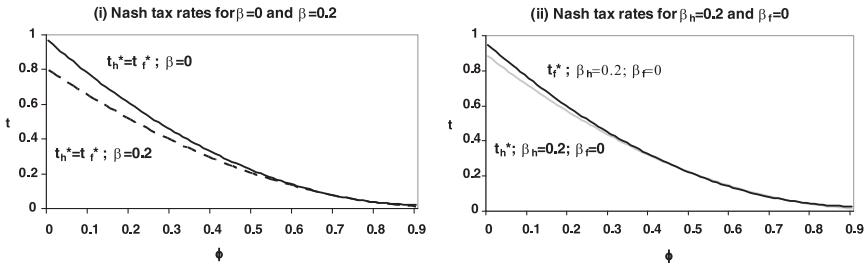 (i) Nash tax rates for β=0 and β=0.2
1
0.8
0.6
0.4
0.2
0
t
t_h*=t_f*; β=0
t_h*=t_f*; β=0.2
0 0.1 0.2 0.3 0.4 0.5 0.6 0.7 0.8 0.9
ϕ
(ii) Nash tax rates for β_h=0.2 and β_f=0
1
0.8
0.6
0.4
0.2
0
t
t_f*; β_h=0.2; β_f=0
t_h*; β_h=0.2; β_f=0
0 0.1 0.2 0.3 0.4 0.5 0.6 0.7 0.8 0.9
ϕ